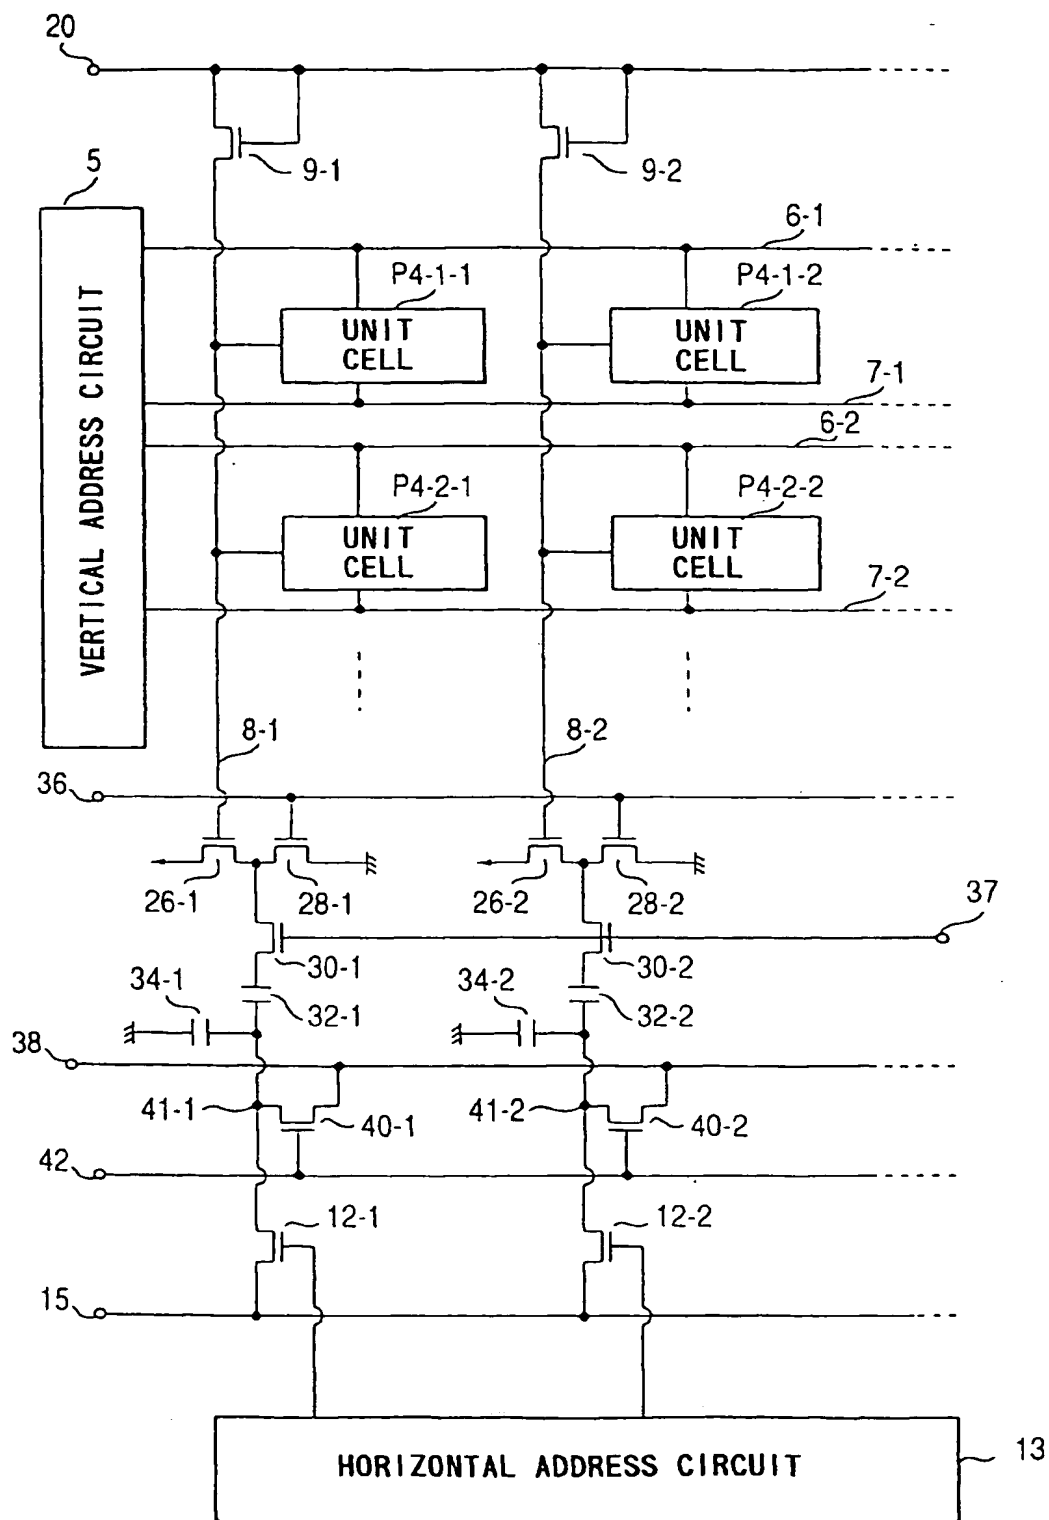 20
9-1
9-2
5
6-1
P4-1-1
P4-1-2
UNIT
CELL
UNIT
CELL
7-1
6-2
P4-2-1
P4-2-2
UNIT
CELL
UNIT
CELL
7-2
VERTICAL ADDRESS CIRCUIT
8-1
8-2
36
26-1
28-1
26-2
28-2
37
30-1
30-2
34-1
34-2
32-1
32-2
38
41-1
40-1
41-2
40-2
42
12-1
12-2
15
HORIZONTAL ADDRESS CIRCUIT
13